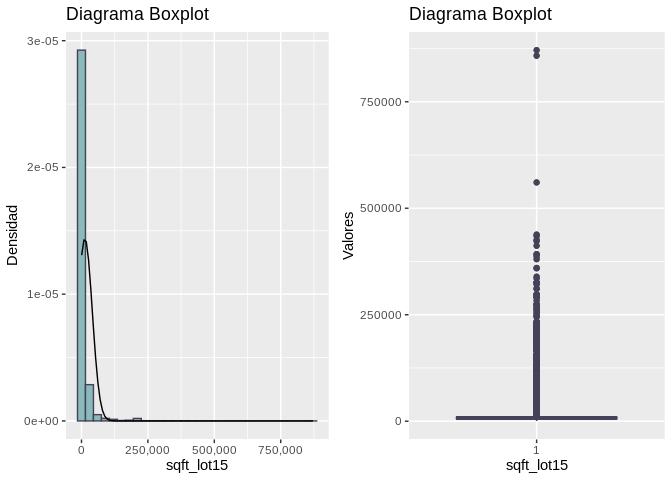 Diagrama Boxplot
3e-05
2e-05
1e-05
0e+00
Densidad
0
250,000
500,000
750,000
sqft_lot15
Diagrama Boxplot
750000
500000
250000
0
Valores
1
sqft_lot15